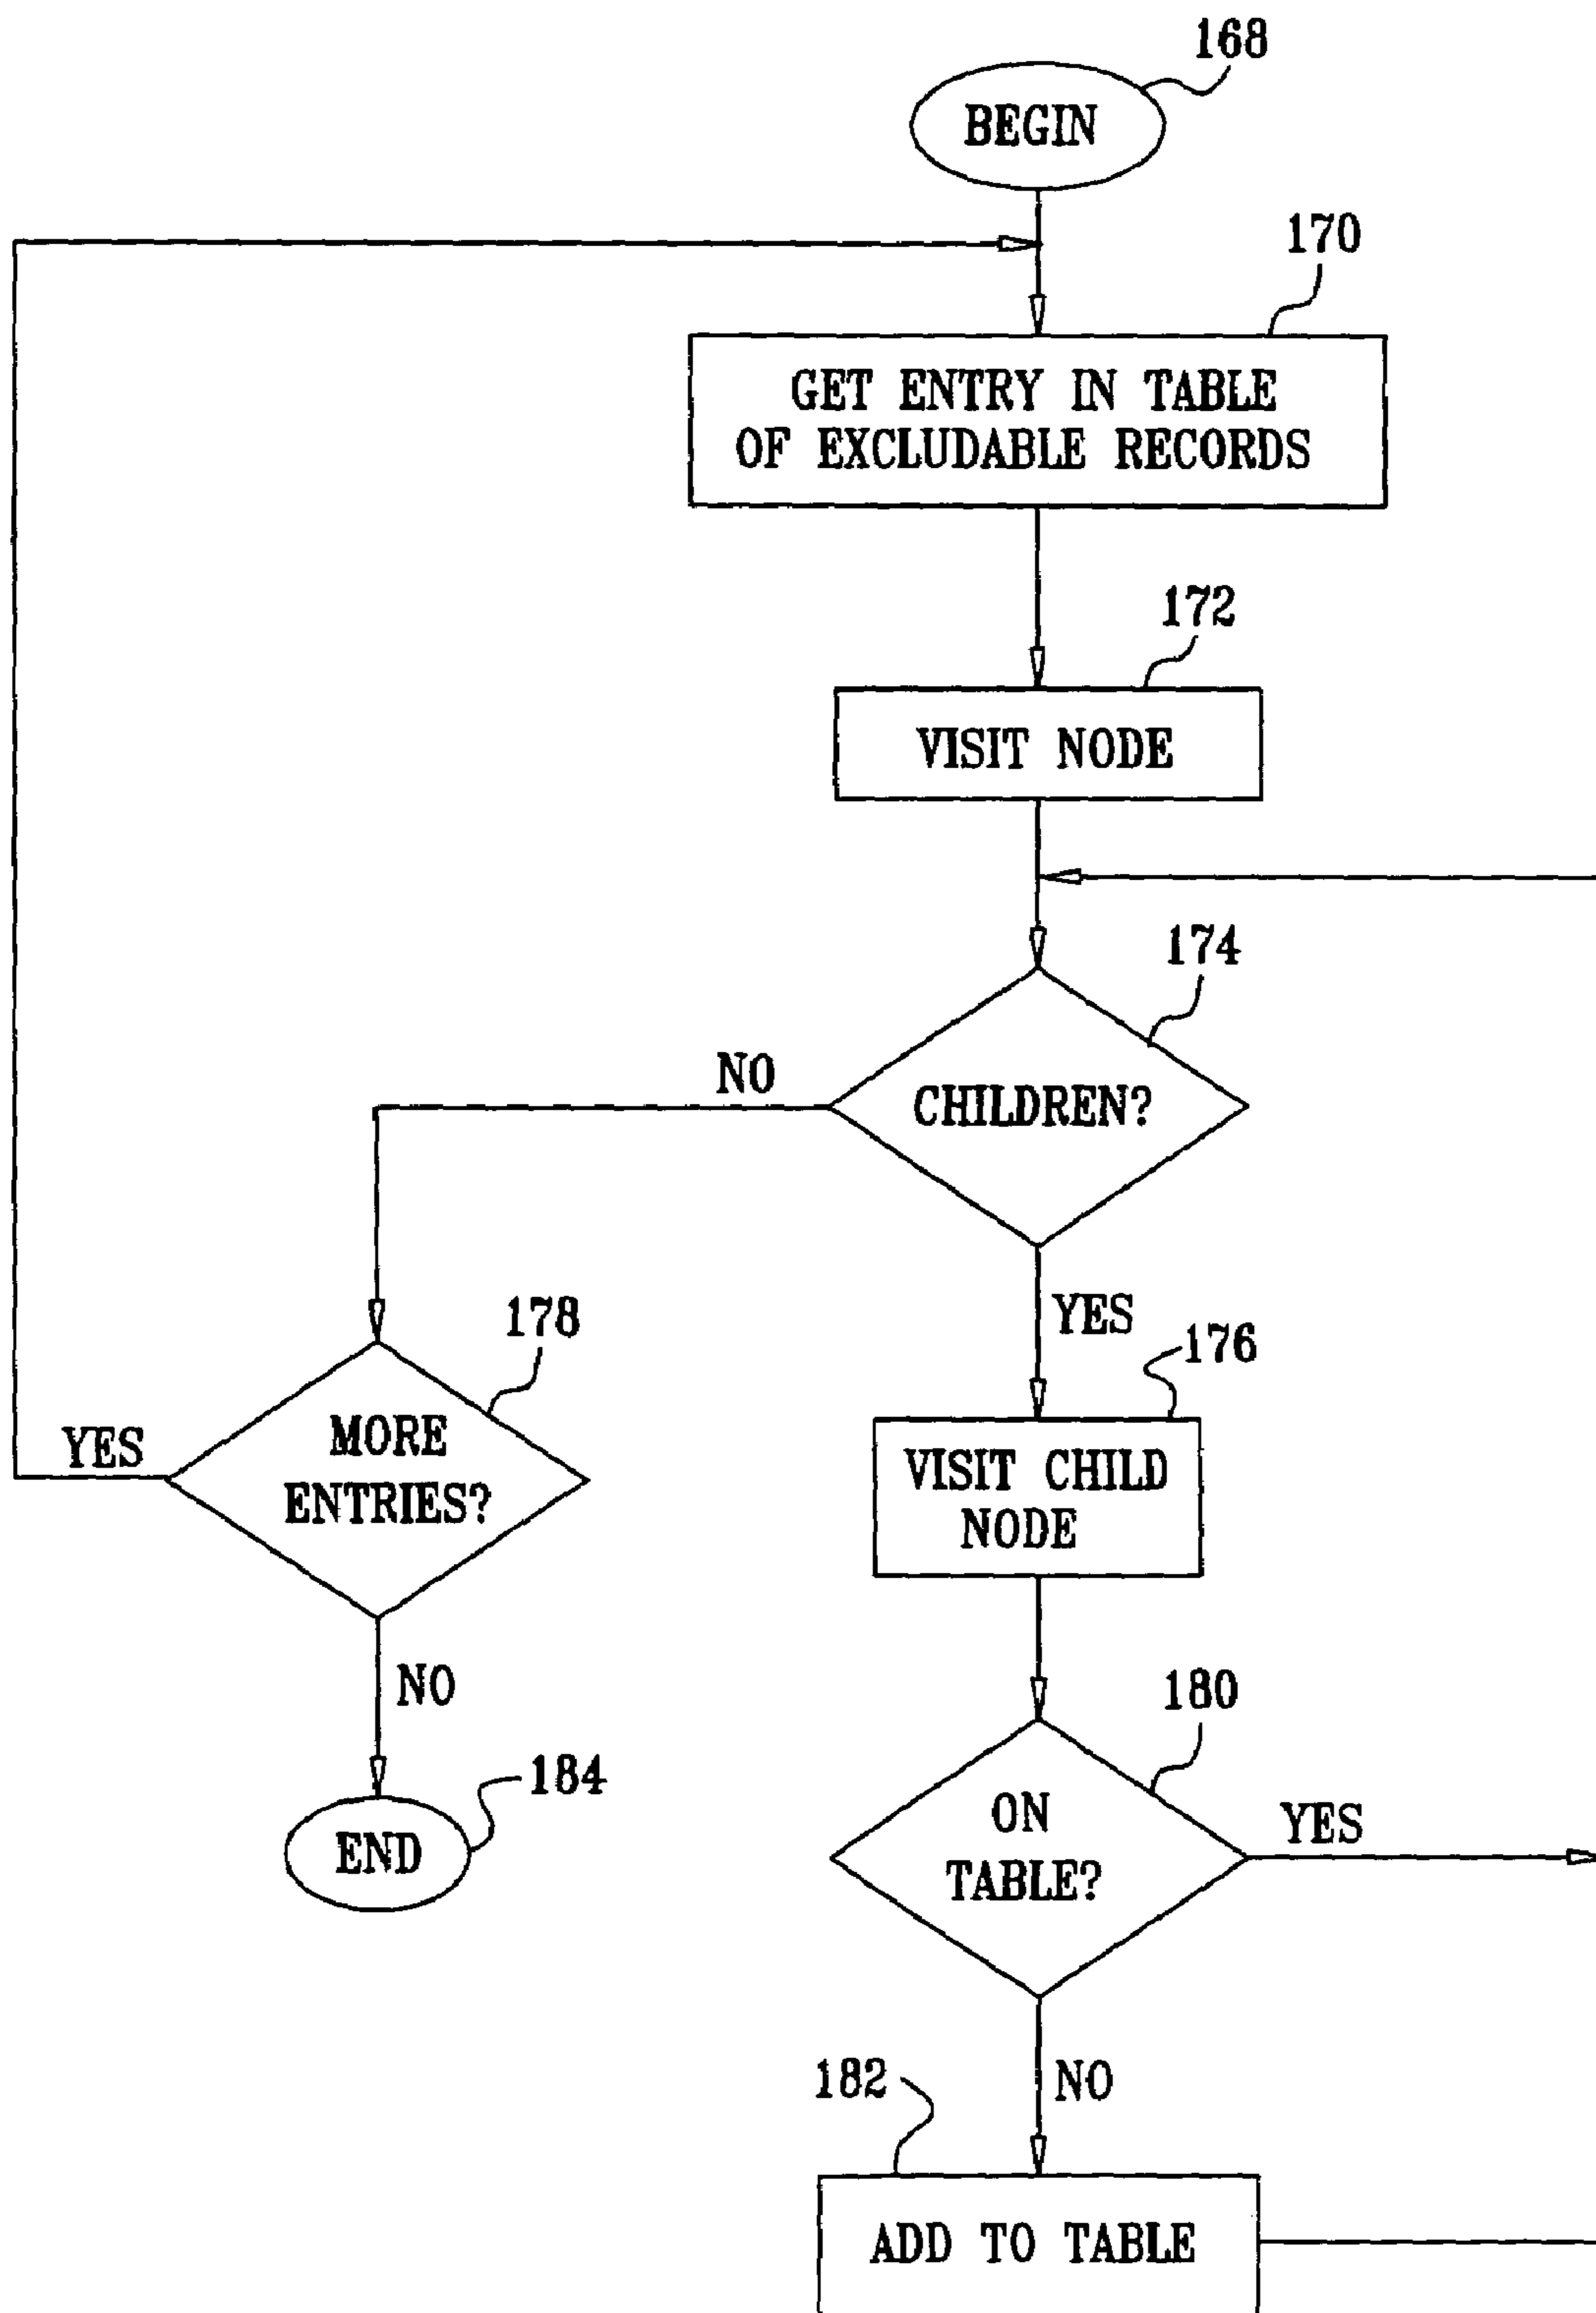 168
BEGIN
170
GET ENTRY IN TABLE
OF EXCLUDABLE RECORDS
172
VISIT NODE
174
NO
CHILDREN?
YES
178
176
YES
MORE
ENTRIES?
VISIT CHILD
NODE
NO
180
184
END
ON
TABLE?
YES
182
NO
ADD TO TABLE